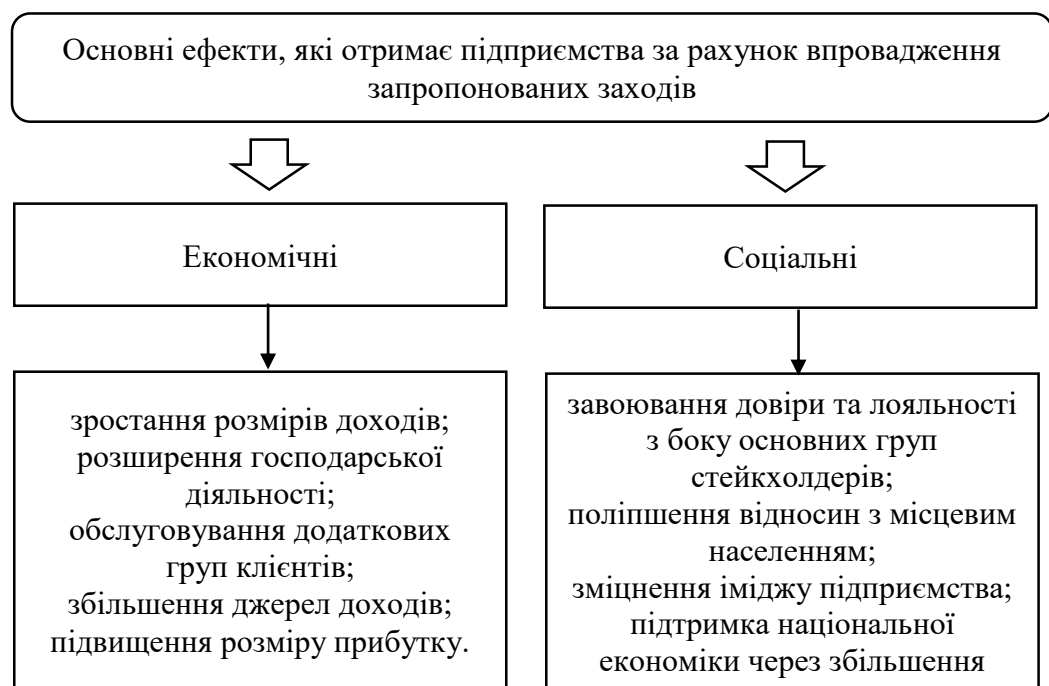 Основні ефекти, які отримає підприємства за рахунок впровадження
запропонованих заходів
Економічні
Соціальні
зростання розмірів доходів;
розширення господарської
діяльності;
обслуговування додаткових
груп клієнтів;
збільшення джерел доходів;
підвищення розміру прибутку.
завоювання довіри та лояльності
з боку основних груп
стейкхолдерів;
поліпшення відносин з місцевим
населенням;
зміцнення іміджу підприємства;
підтримка національної
економіки через збільшення